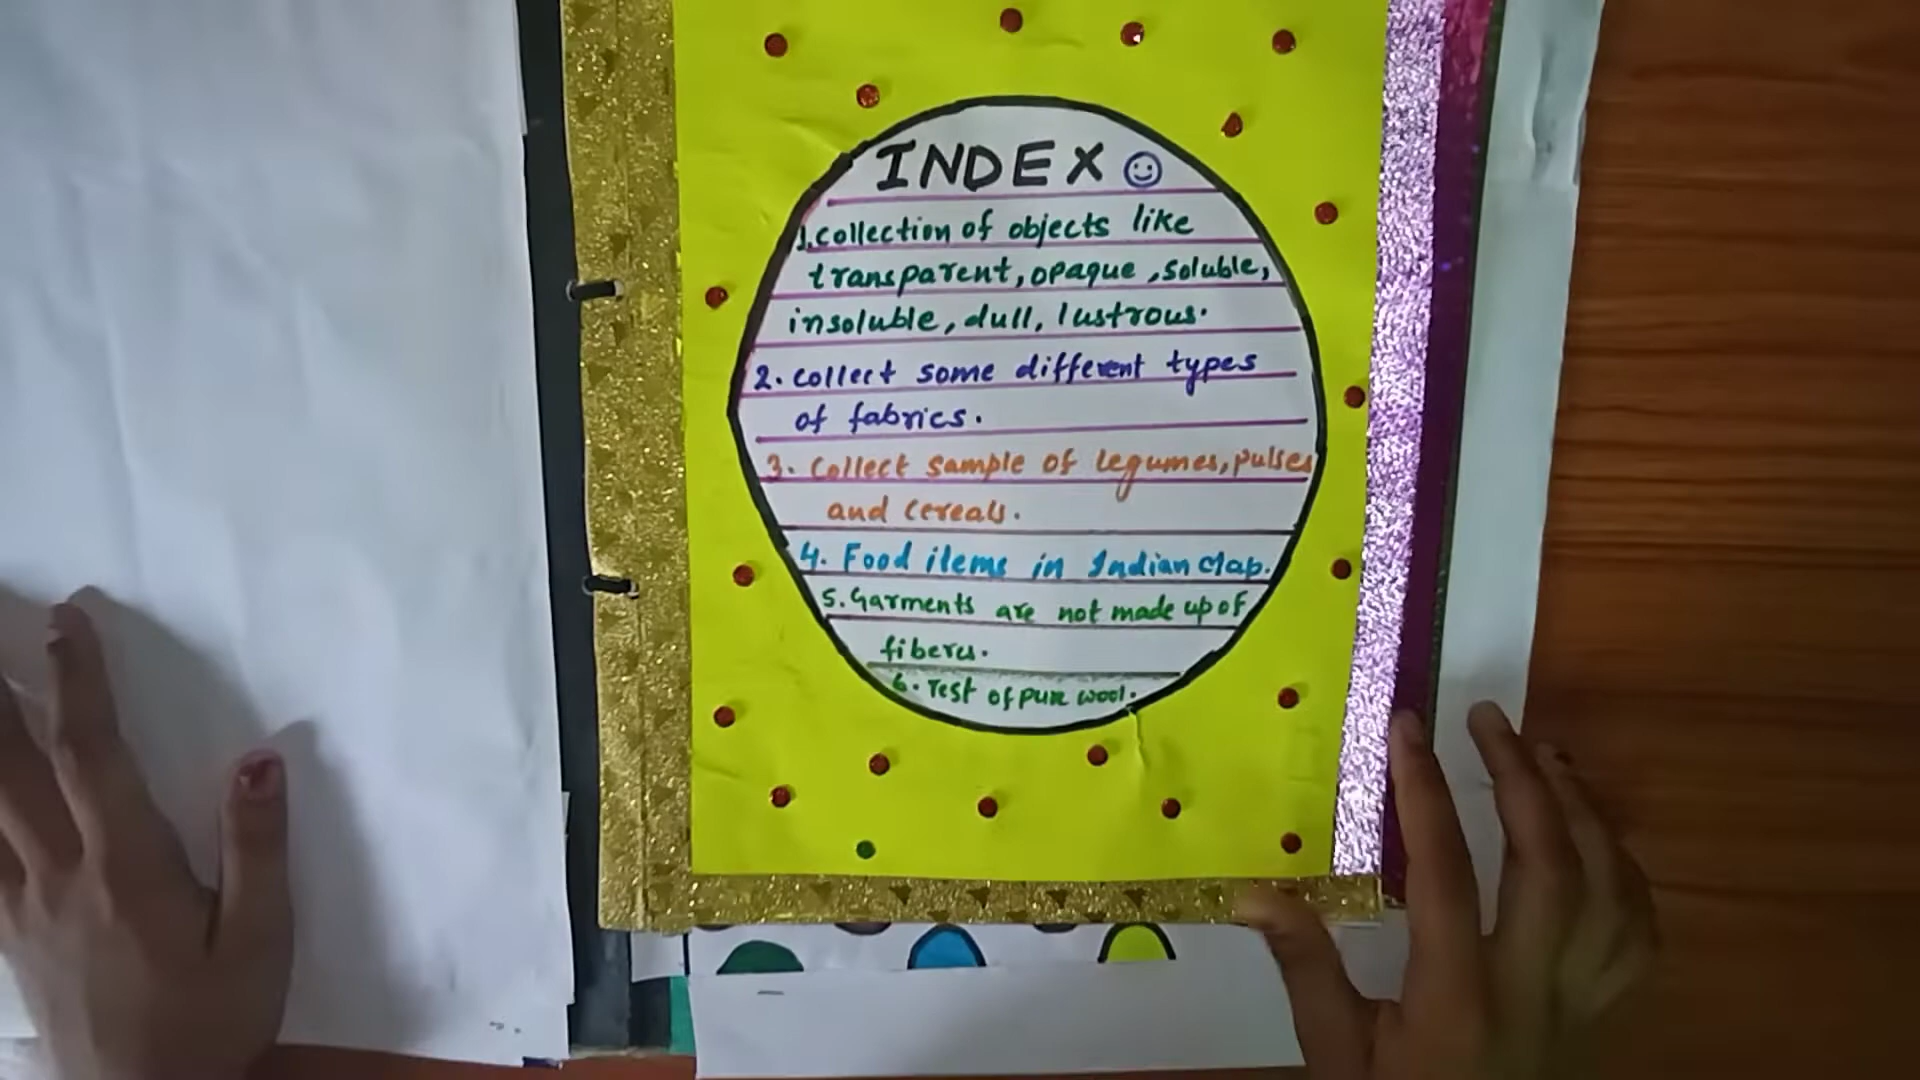 INDEX
1. Collection of objects like
transparent, opaque, soluble,
insoluble, dull, lustrous.
2. Collect some different types
of fabrics.
3. Collect sample of legumes, pulses
and cereals.
4. Food items in Indian Map.
5. Garments are not made up of
fibers.
6. Test of pure wool.